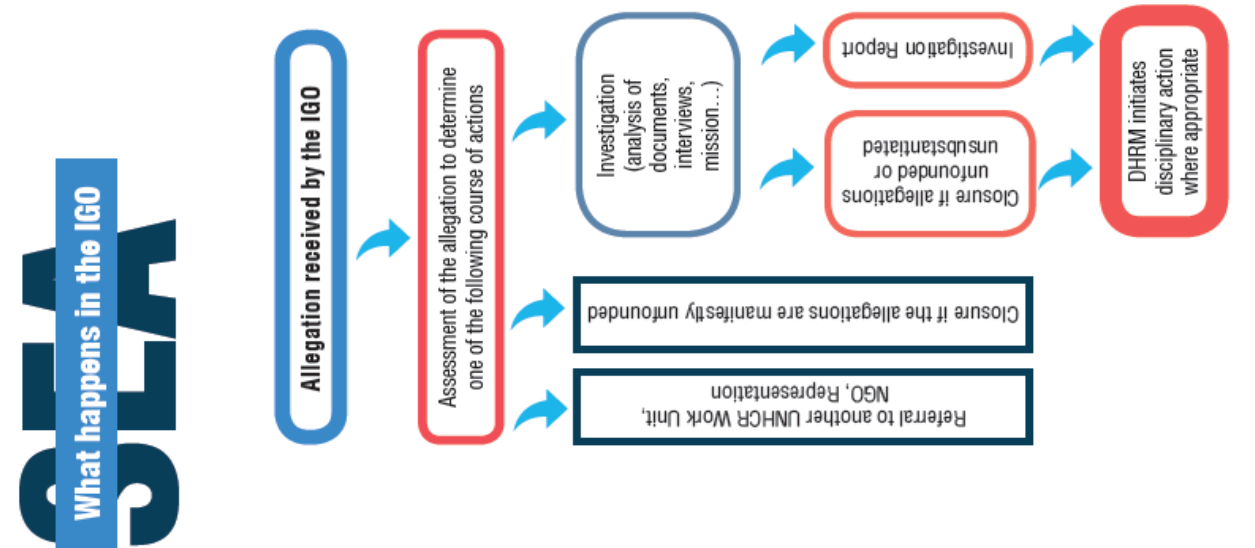 SEA
What happens in the IGO
Allegation received by the IGO
Assessment of the allegation to determine
one of the following course of actions
Investigation
(analysis of
documents,
interviews,
mission…)
Investigation Report
Closure if allegations
unfounded or
unsubstantiated
DHRM initiates
disciplinary action
where appropriate
Closure if the allegations are manifestly unfounded
Referral to another UNHCR Work Unit,
NGO, Representation